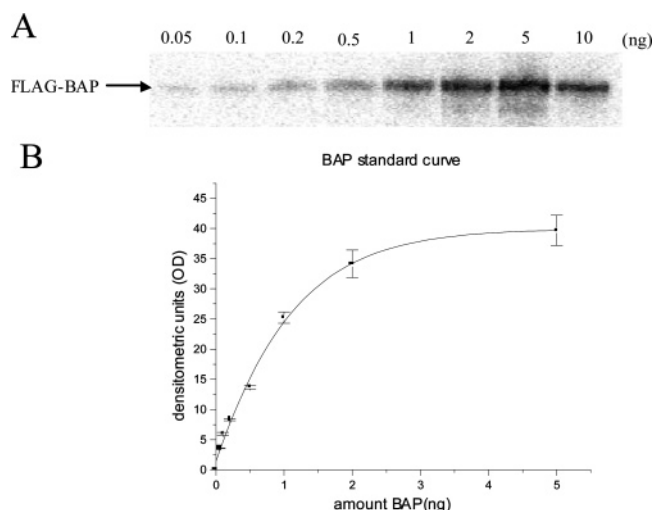 A
0.05 0.1 0.2 0.5 1 2 5 10 (ng)
FLAG-BAP
B
BAP standard curve
densitometric units (OD)
45
40
35
30
25
20
15
10
5
0
0 1 2 3 4 5
amount BAP(ng)